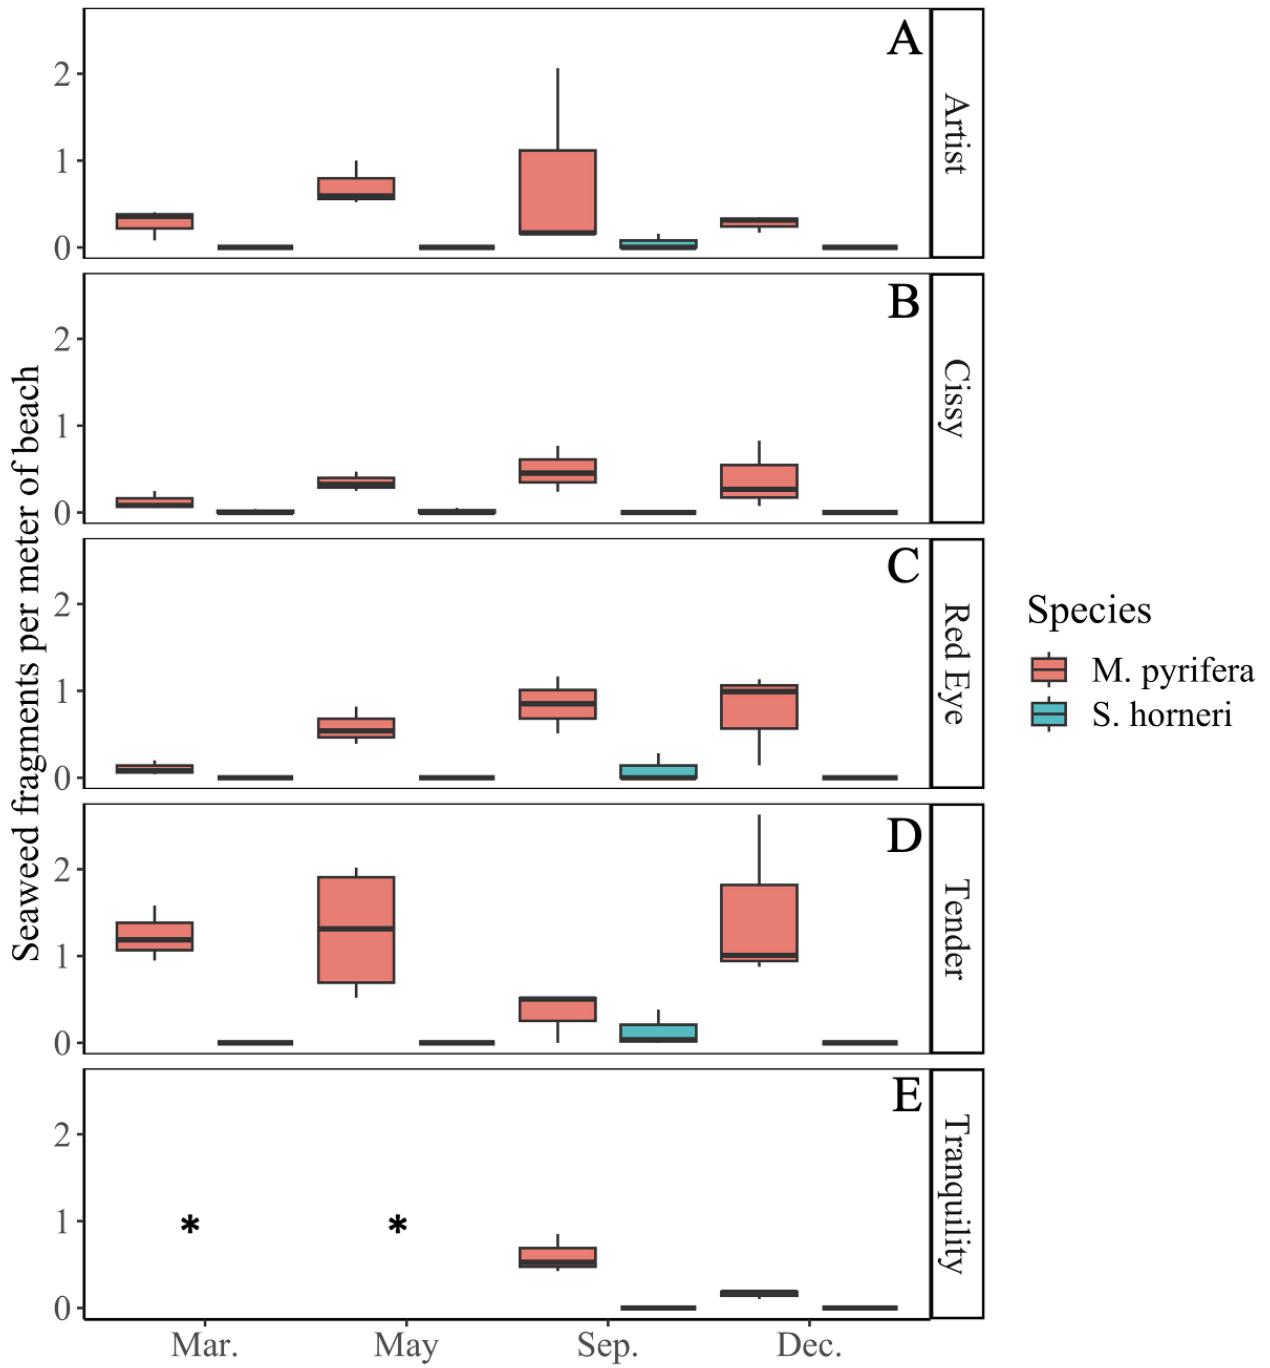 A
2
1
0
Artist
B
2
1
0
Cissy
C
2
1
0
Red Eye
D
2
1
0
Tender
E
2
1
0
Tranquility
*
*
Mar.
May
Sep.
Dec.
Seaweed fragments per meter of beach
Species
M. pyrifera
S. horneri